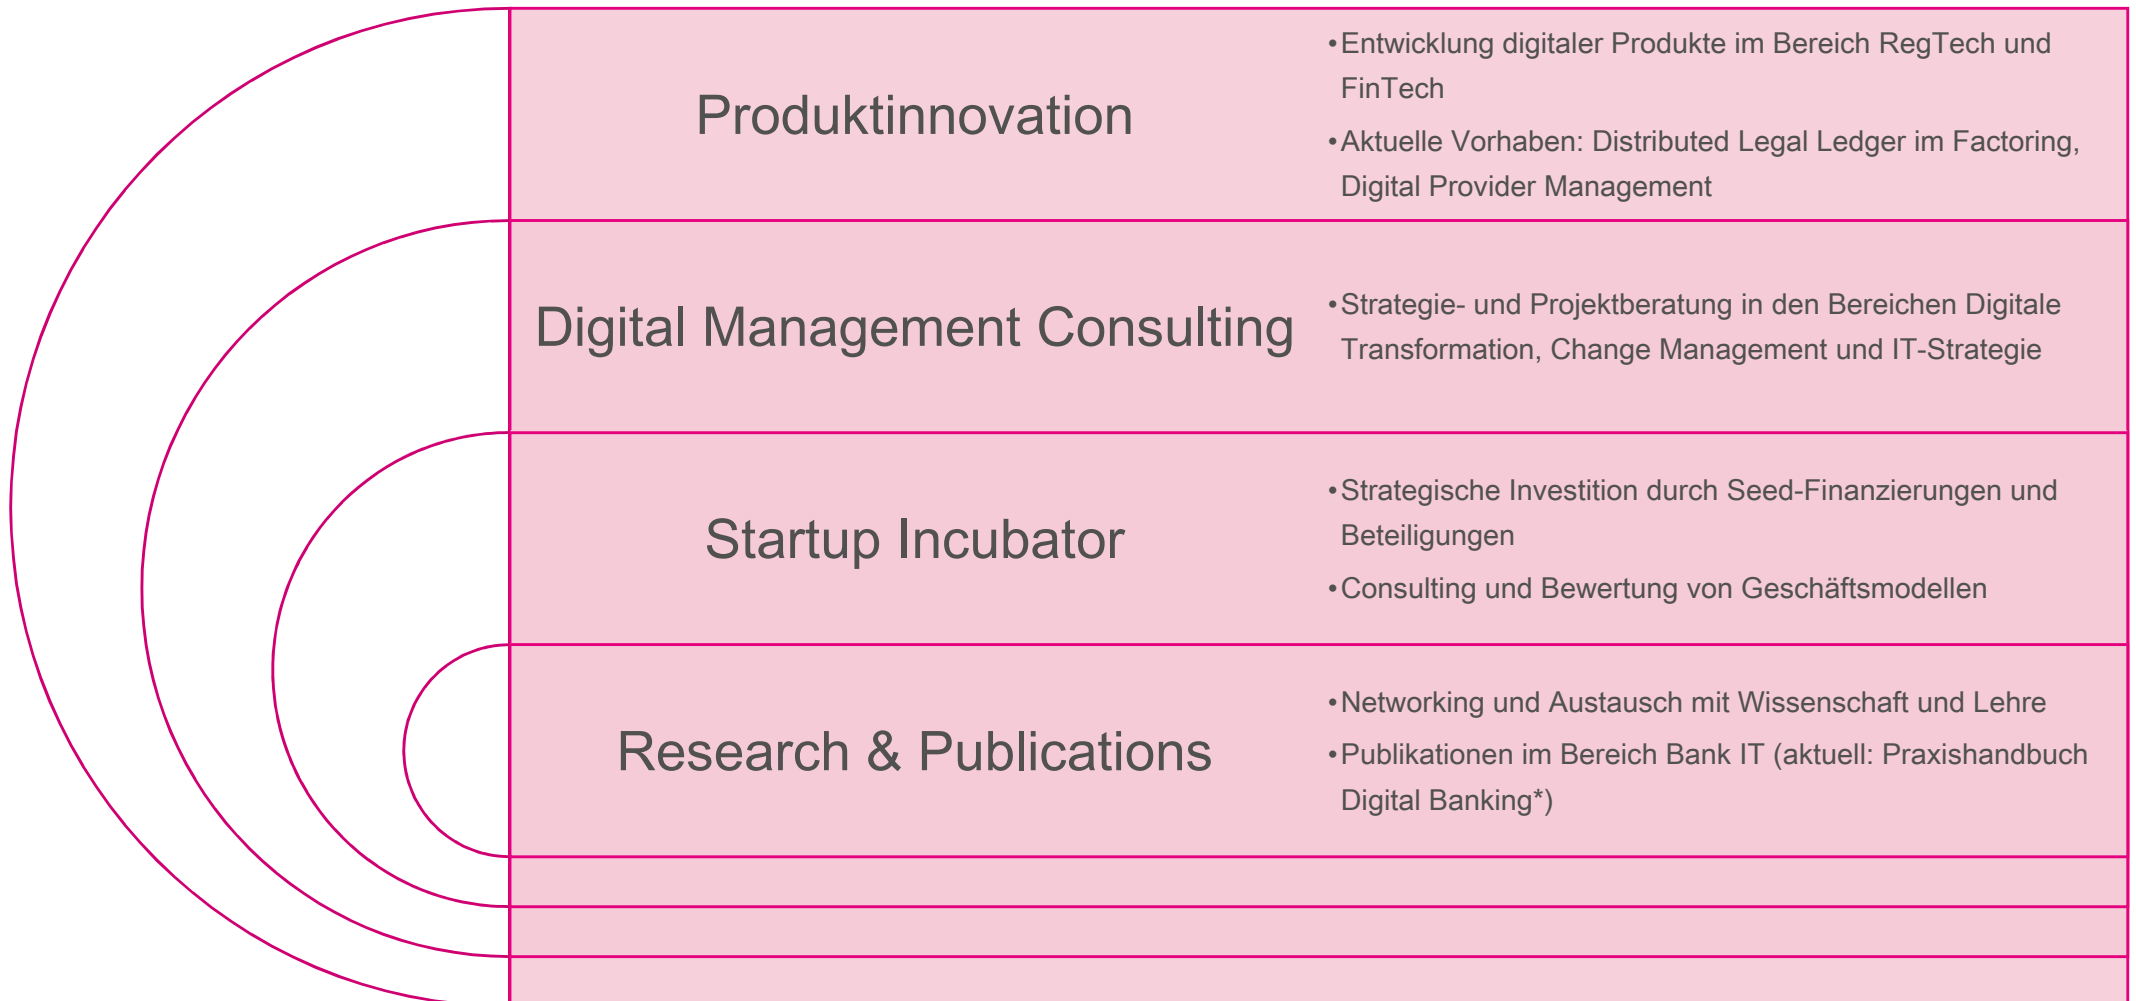 Produktinnovation
•Entwicklung digitaler Produkte im Bereich RegTech und
FinTech
•Aktuelle Vorhaben: Distributed Legal Ledger im Factoring,
Digital Provider Management
Digital Management Consulting
•Strategie- und Projektberatung in den Bereichen Digitale
Transformation, Change Management und IT-Strategie
Startup Incubator
•Strategische Investition durch Seed-Finanzierungen und
Beteiligungen
•Consulting und Bewertung von Geschäftsmodellen
Research & Publications
•Networking und Austausch mit Wissenschaft und Lehre
•Publikationen im Bereich Bank IT (aktuell: Praxishandbuch
Digital Banking*)